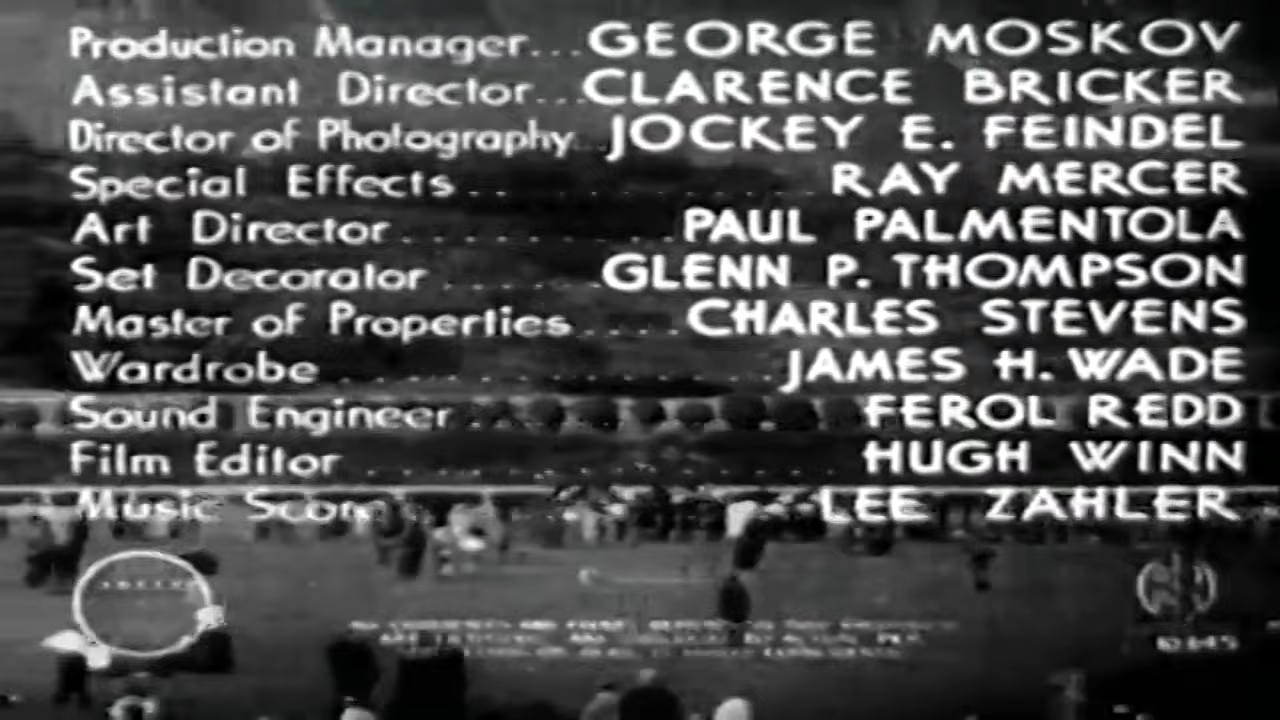 Production Manager...GEORGE MOSKOV
Assistant Director...CLARENCE BRICKER
Director of Photography..JOCKEY E. FEINDEL
Special Effects.. . . . . . . . RAY MERCER
Art Director. . . . . . . . . .PAUL PALMENTOLA
Set Decorator . . . . . .GLENN P. THOMPSON
Master of Properties. . . .CHARLES STEVENS
Wardrobe . . . . . . . . . . . . .JAMES H. WADE
Sound Engineer . . . . . . . FEROL REDD
Film Editor . . . . . . . . . . . . HUGH WINN
Music Score . . . . . . . . . LEE ZAHLER